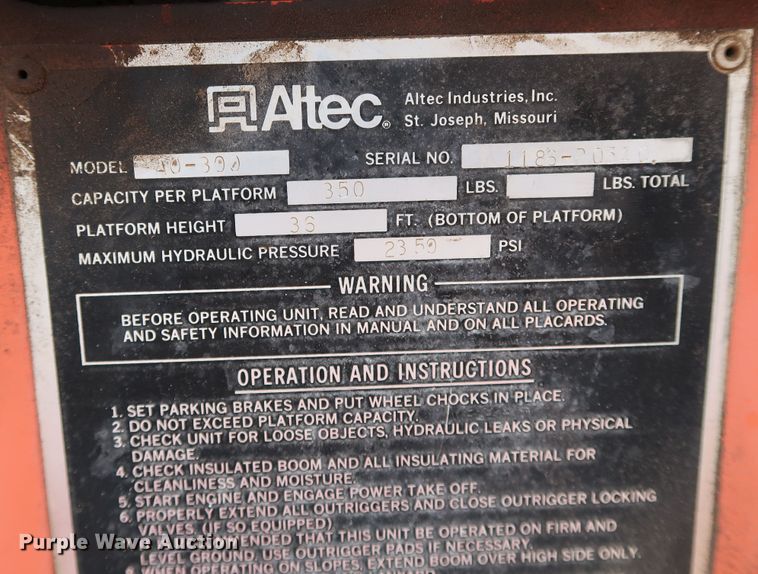 Altec® Altec Industries, Inc.
St. Joseph, Missouri
MODEL AO-300 SERIAL NO.
CAPACITY PER PLATFORM 350 LBS. LBS. TOTAL
PLATFORM HEIGHT 36 FT. (BOTTOM OF PLATFORM)
MAXIMUM HYDRAULIC PRESSURE 2350 PSI
WARNING
BEFORE OPERATING UNIT, READ AND UNDERSTAND ALL OPERATING
AND SAFETY INFORMATION IN MANUAL AND ON ALL PLACARDS.
OPERATION AND INSTRUCTIONS
1. SET PARKING BRAKES AND PUT WHEEL CHOCKS IN PLACE.
2. DO NOT EXCEED PLATFORM CAPACITY.
3. CHECK UNIT FOR LOOSE OBJECTS, HYDRAULIC LEAKS OR PHYSICAL
DAMAGE.
4. CHECK INSULATED BOOM AND ALL INSULATING MATERIAL FOR
CLEANLINESS AND MOISTURE.
5. START ENGINE AND ENGAGE POWER TAKE OFF.
6. PROPERLY EXTEND ALL OUTRIGGERS AND CLOSE OUTRIGGER LOCKING
VALVES. (IF SO EQUIPPED)
THAT THIS UNIT BE OPERATED ON FIRM AND
LEVEL GROUND. USE OUTRIGGER PADS IF NECESSARY.
8. WHEN OPERATING ON SLOPES, EXTEND BOOM OVER HIGH SIDE ONLY.
Purple Wave Auction